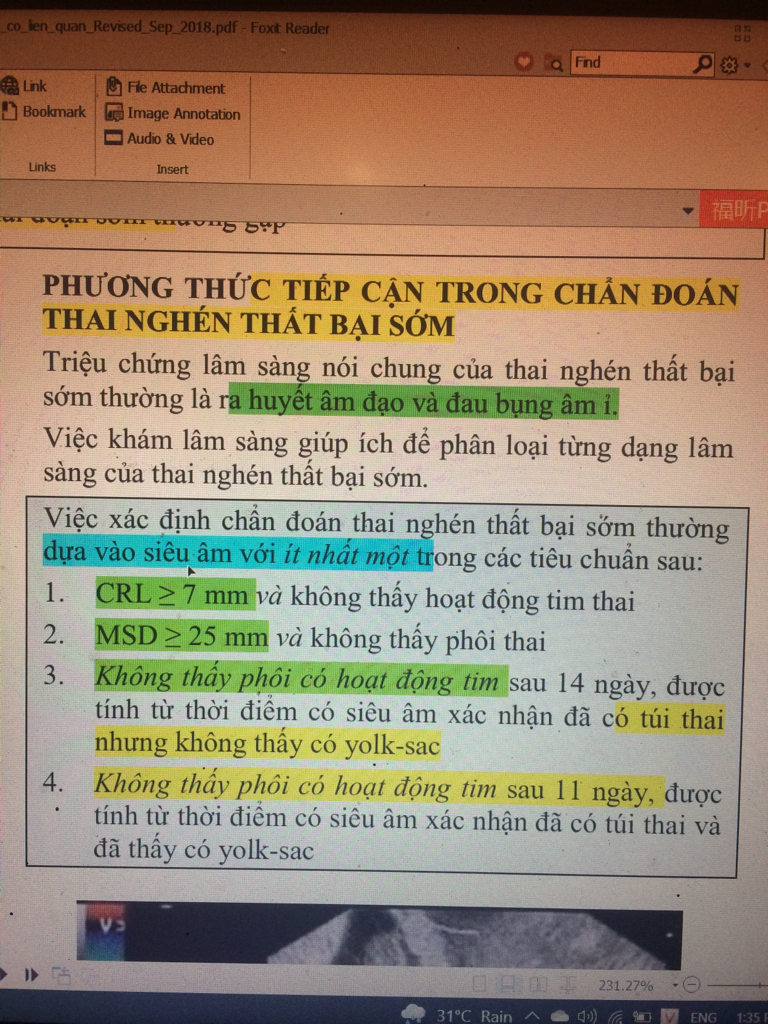 _co_lien_quan_Revised_Sep_2018.pdf - Foxit Reader
Find
Link
File Attachment
Bookmark
Image Annotation
Audio & Video
Links
Insert
福昕P
đoạn sớm thường gặp
PHƯƠNG THỨC TIẾP CẬN TRONG CHẨN ĐOÁN
THAI NGHÉN THẤT BẠI SỚM
Triệu chứng lâm sàng nói chung của thai nghén thất bại
sớm thường là ra huyết âm đạo và đau bụng âm ỉ.
Việc khám lâm sàng giúp ích để phân loại từng dạng lâm
sàng của thai nghén thất bại sớm.
Việc xác định chẩn đoán thai nghén thất bại sớm thường
dựa vào siêu âm với ít nhất một trong các tiêu chuẩn sau:
1. CRL ≥ 7 mm và không thấy hoạt động tim thai
2. MSD ≥ 25 mm và không thấy phôi thai
3. Không thấy phôi có hoạt động tim sau 14 ngày, được
tính từ thời điểm có siêu âm xác nhận đã có túi thai
nhưng không thấy có yolk-sac
4. Không thấy phôi có hoạt động tim sau 11 ngày, được
tính từ thời điểm có siêu âm xác nhận đã có túi thai và
đã thấy có yolk-sac
V
231.27%
31°C Rain
V
ENG
1:35